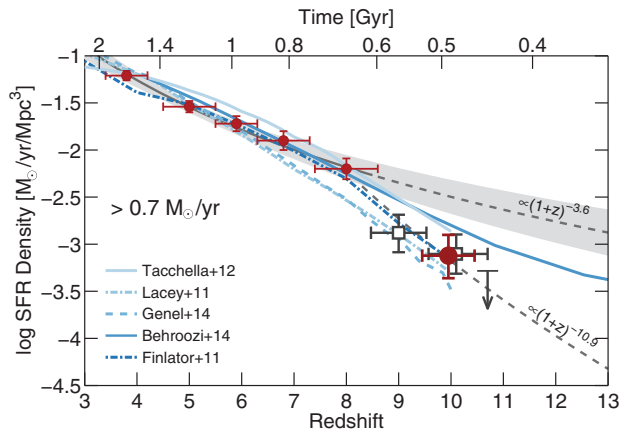 Time [Gyr]
2 1.4 1 0.8 0.6 0.5 0.4
log SFR Density [M☉/yr/Mpc³]
−1
−1.5
−2
−2.5
−3
−3.5
−4
−4.5
∝(1+z)^−3.6
> 0.7 M☉/yr
Tacchella+12
Lacey+11
Genel+14
Behroozi+14
Finlator+11
∝(1+z)^−10.9
3 4 5 6 7 8 9 10 11 12 13
Redshift